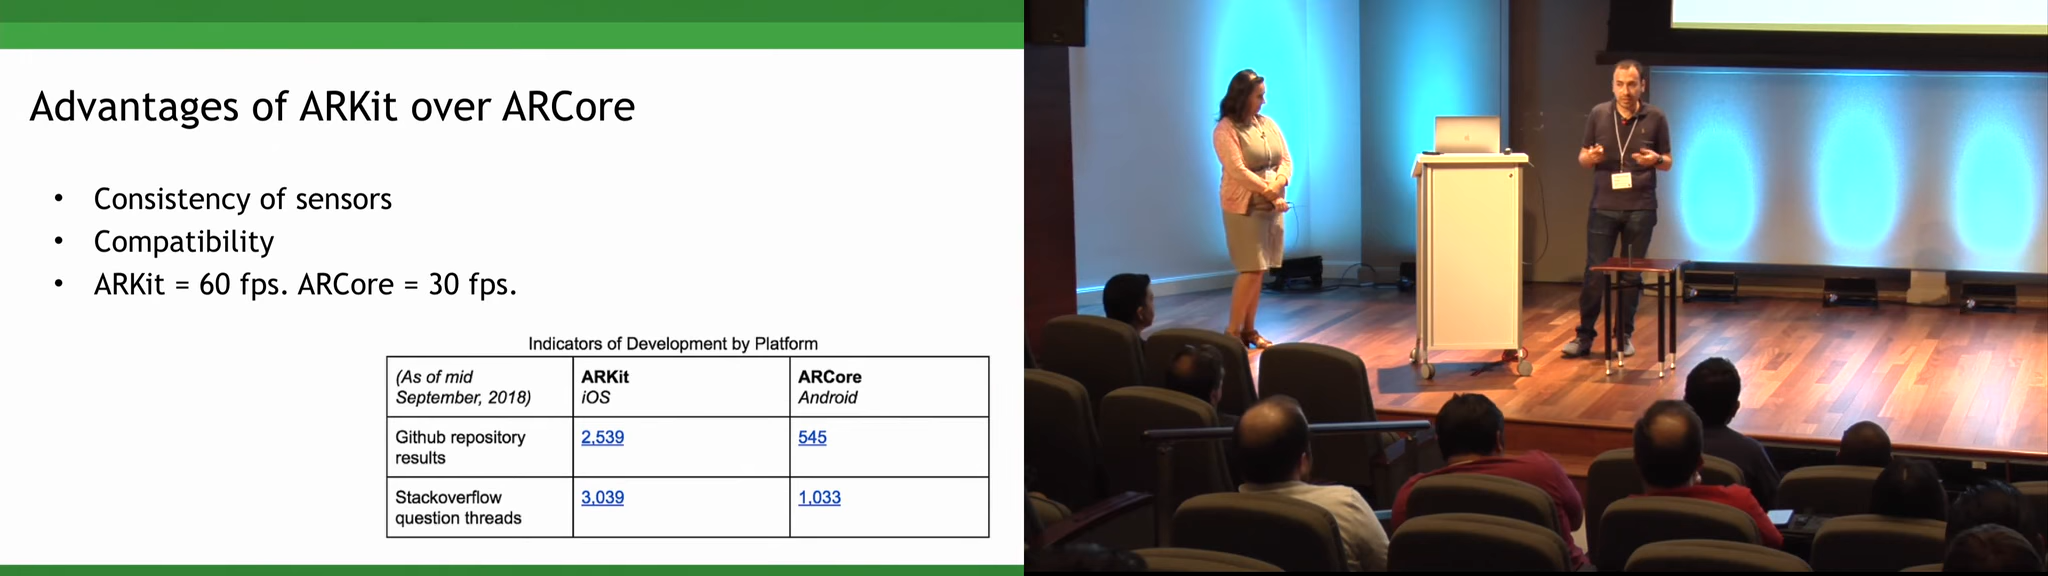 Advantages of ARKit over ARCore
• Consistency of sensors
• Compatibility
• ARKit = 60 fps. ARCore = 30 fps.
Indicators of Development by Platform
(As of mid
September, 2018)
ARKit
iOS
ARCore
Android
Github repository
results
2,539
545
Stackoverflow
question threads
3,039
1,033